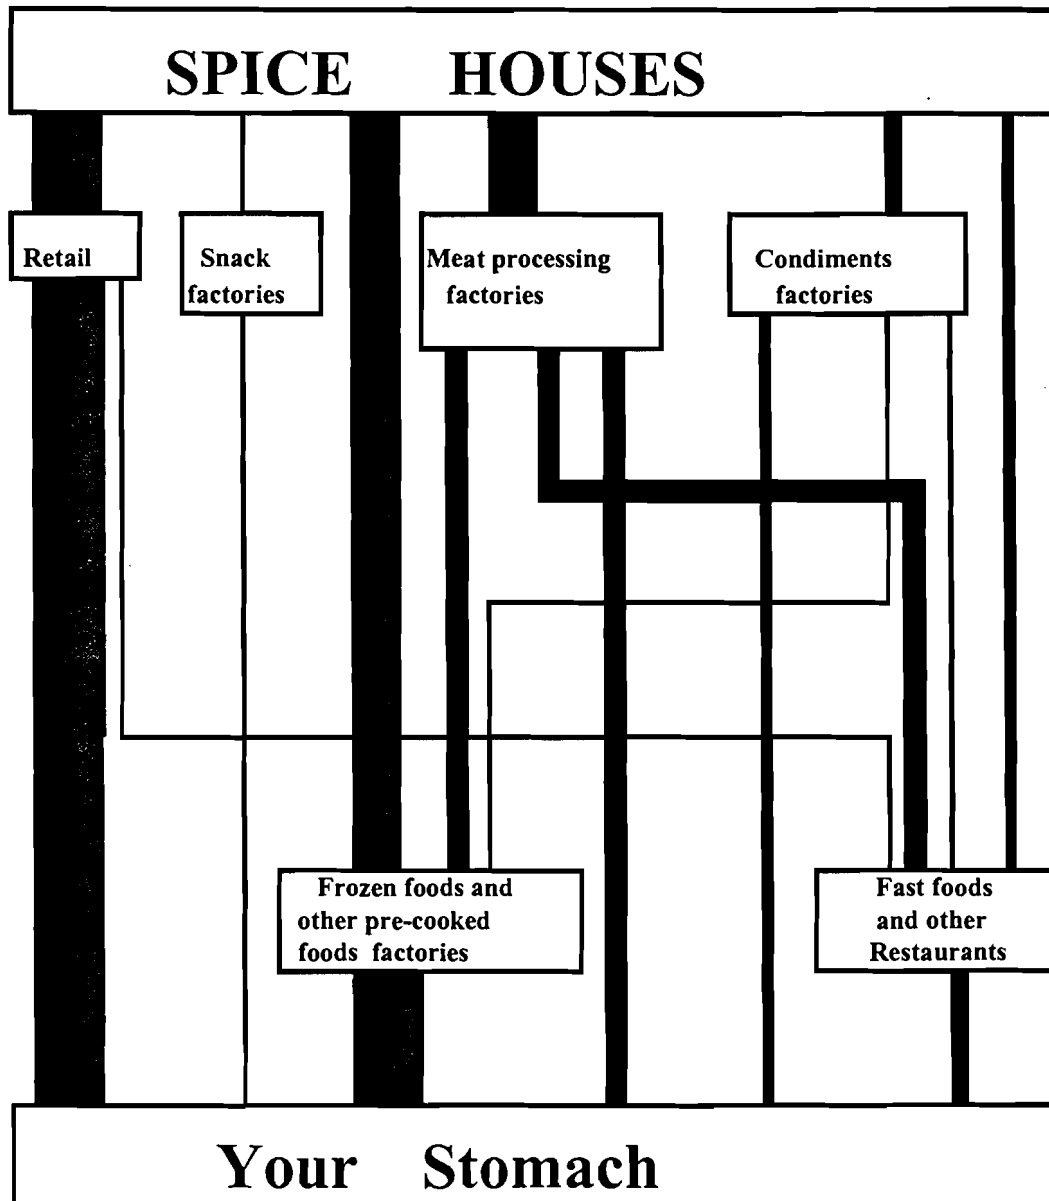 SPICE HOUSES
Retail
Snack
factories
Meat processing
factories
Condiments
factories
Frozen foods and
other pre-cooked
foods factories
Fast foods
and other
Restaurants
Your Stomach